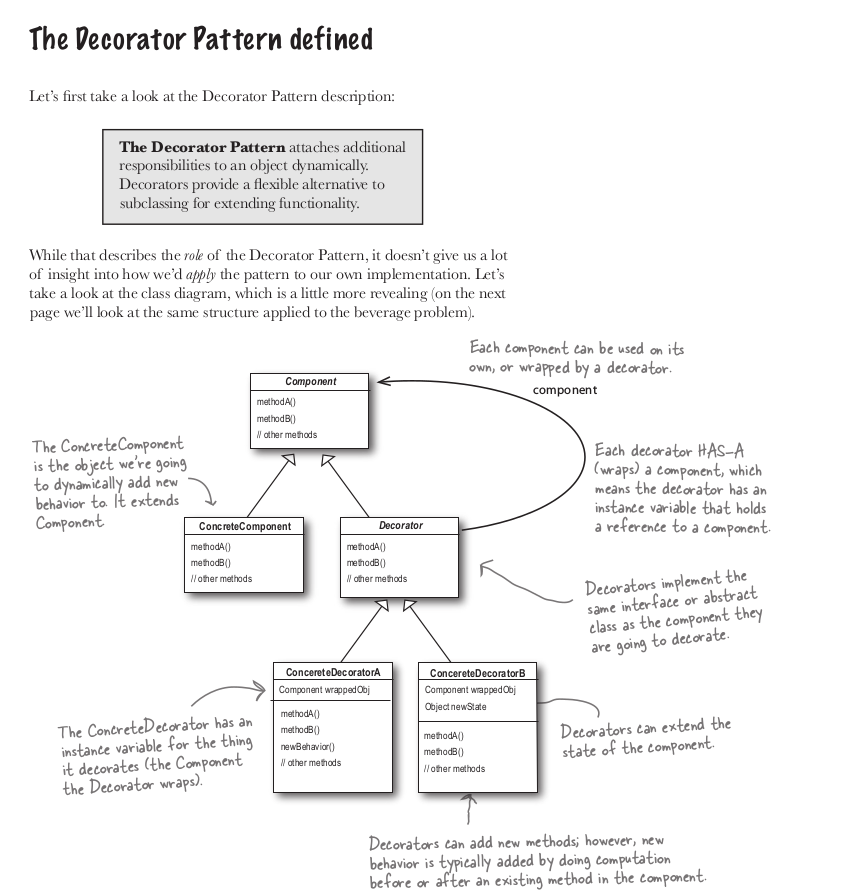 The Decorator Pattern defined
Let's first take a look at the Decorator Pattern description:
The Decorator Pattern attaches additional
responsibilities to an object dynamically.
Decorators provide a flexible alternative to
subclassing for extending functionality.
While that describes the role of the Decorator Pattern, it doesn't give us a lot
of insight into how we'd apply the pattern to our own implementation. Let's
take a look at the class diagram, which is a little more revealing (on the next
page we'll look at the same structure applied to the beverage problem).
Each component can be used on its
own, or wrapped by a decorator.
component
Component
methodA()
methodB()
// other methods
The ConcreteComponent
is the object we're going
to dynamically add new
behavior to. It extends
Component.
Each decorator HAS-A
(wraps) a component, which
means the decorator has an
instance variable that holds
a reference to a component.
ConcreteComponent
methodA()
methodB()
// other methods
Decorator
methodA()
methodB()
// other methods
Decorators implement the
same interface or abstract
class as the component they
are going to decorate.
ConcereteDecoratorA
Component wrappedObj
methodA()
methodB()
newBehavior()
// other methods
ConcereteDecoratorB
Component wrappedObj
Object newState
methodA()
methodB()
// other methods
The ConcreteDecorator has an
instance variable for the thing
it decorates (the Component
the Decorator wraps).
Decorators can extend the
state of the component.
Decorators can add new methods; however, new
behavior is typically added by doing computation
before or after an existing method in the component.